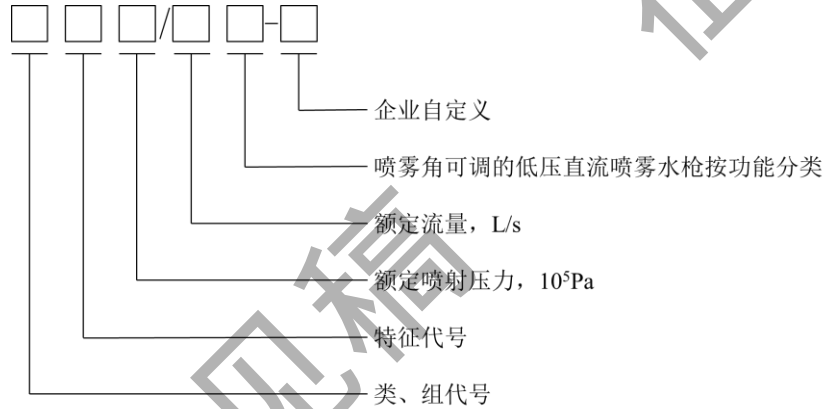 □ □ □/□ □-□
企业自定义
喷雾角可调的低压直流喷雾水枪按功能分类
额定流量，L/s
额定喷射压力，10⁵Pa
特征代号
类、组代号
见稿